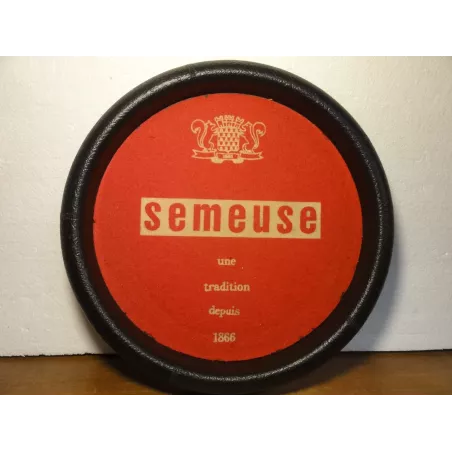 semeuse
une
tradition
depuis
1866